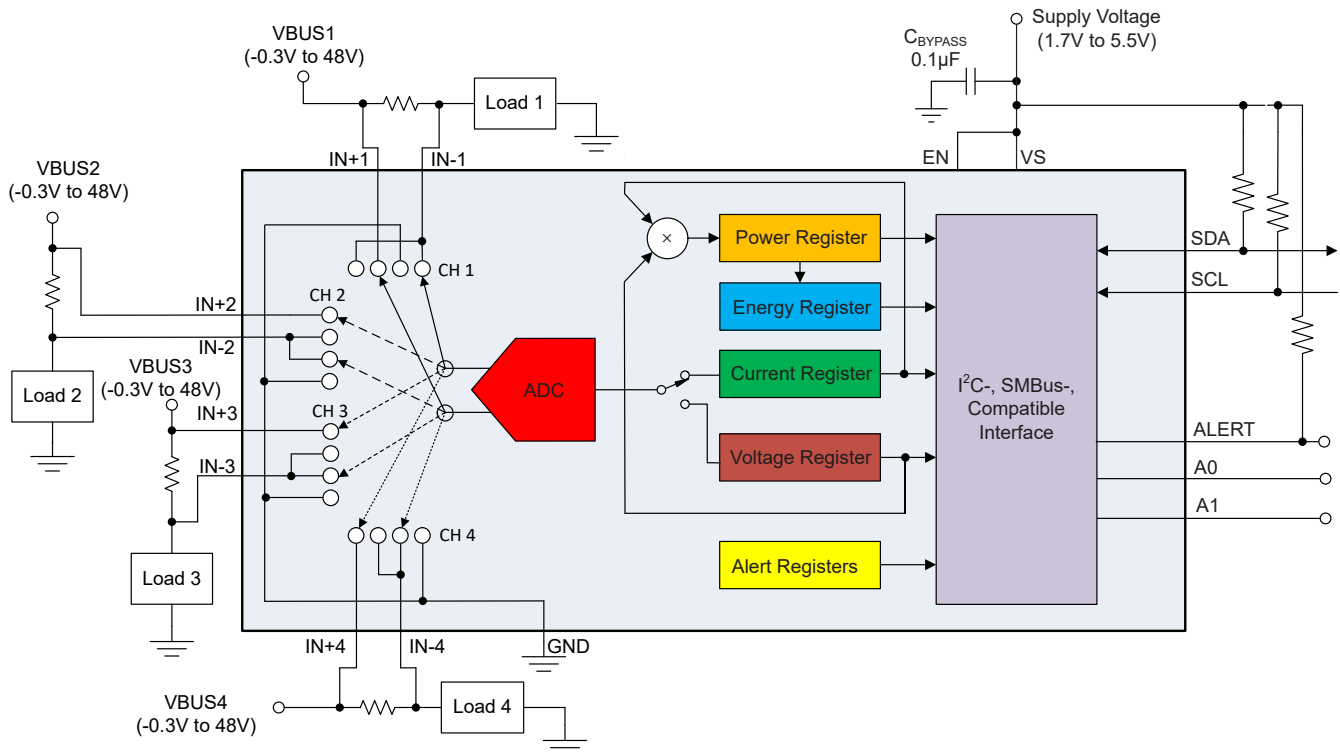 VBUS1
(-0.3V to 48V)
Load 1
C_BYPASS
0.1µF
Supply Voltage
(1.7V to 5.5V)
IN+1
IN-1
EN
VS
VBUS2
(-0.3V to 48V)
CH 1
×
Power Register
SDA
SCL
IN+2
CH 2
Energy Register
IN-2
VBUS3
(-0.3V to 48V)
Load 2
ADC
Current Register
I²C-, SMBus-,
Compatible
Interface
IN+3
CH 3
IN-3
Voltage Register
ALERT
A0
A1
CH 4
Load 3
Alert Registers
IN+4
IN-4
GND
VBUS4
(-0.3V to 48V)
Load 4